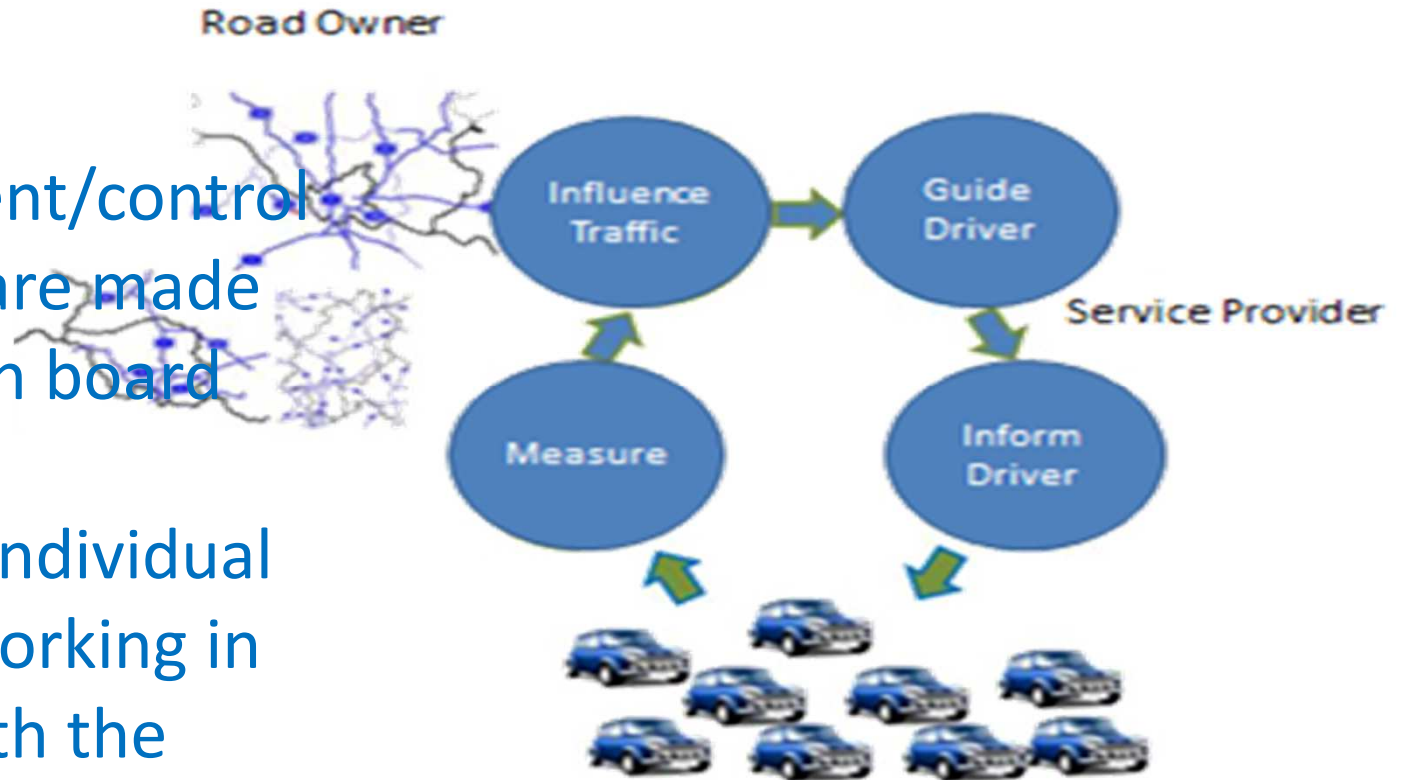 Road Owner
ent/control
are made
n board
ndividual
orking in
th the
Influence
Traffic
Guide
Driver
Service Provider
Measure
Inform
Driver